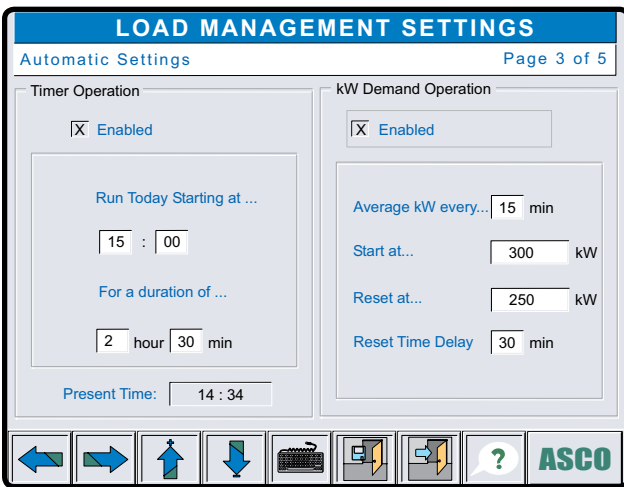 LOAD MANAGEMENT SETTINGS
Automatic Settings Page 3 of 5
Timer Operation
X Enabled
Run Today Starting at ...
15 : 00
For a duration of ...
2 hour 30 min
Present Time: 14 : 34
kW Demand Operation
X Enabled
Average kW every... 15 min
Start at... 300 kW
Reset at... 250 kW
Reset Time Delay 30 min
? ASCO